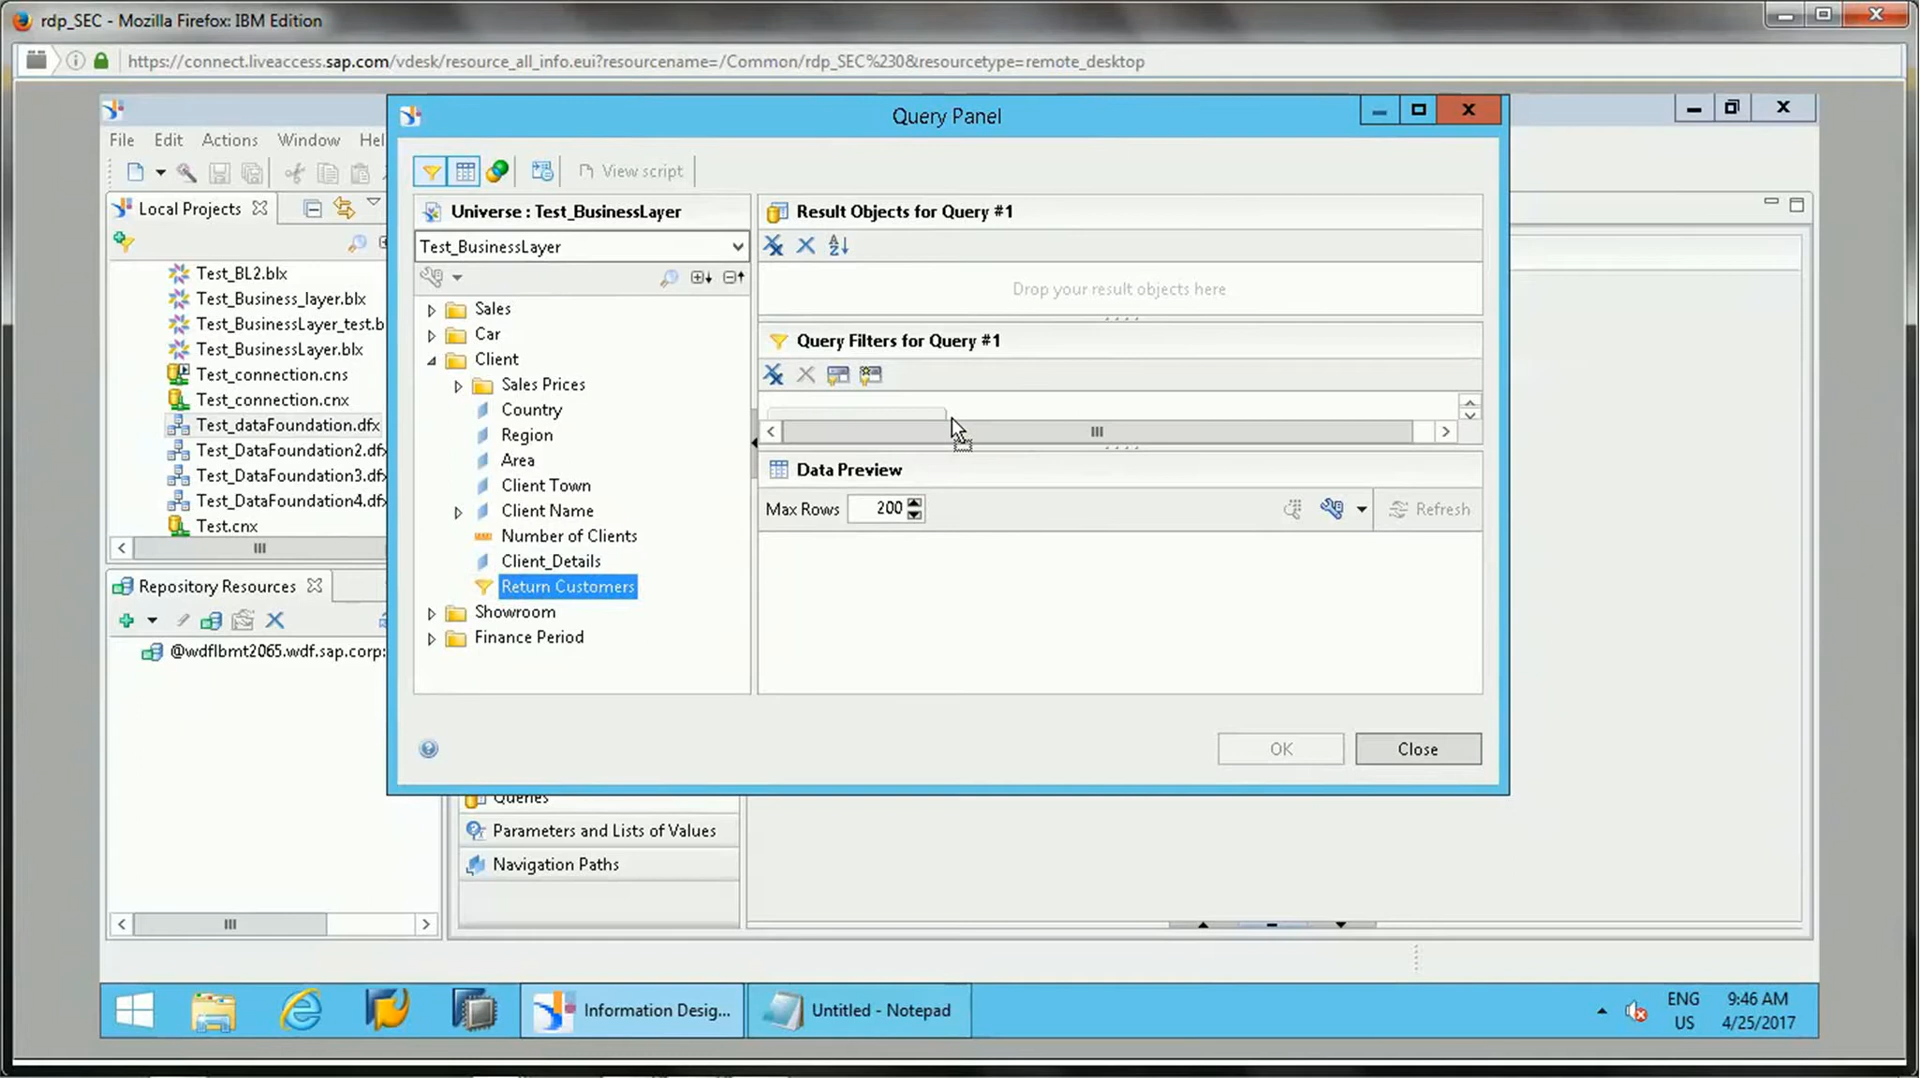 rdp_SEC - Mozilla Firefox: IBM Edition
https://connect.liveaccess.sap.com/vdesk/resource_all_info.eui?resourcename=/Common/rdp_SEC%230&resourcetype=remote_desktop
Query Panel
File Edit Actions Window Hel
View script
Local Projects
Universe : Test_BusinessLayer
Test_BusinessLayer
Result Objects for Query #1
Drop your result objects here
Test_BL2.blx
Test_Business_layer.blx
Test_BusinessLayer_test.b
Test_BusinessLayer.blx
Test_connection.cns
Test_connection.cnx
Test_dataFoundation.dfx
Test_DataFoundation2.dfx
Test_DataFoundation3.dfx
Test_DataFoundation4.dfx
Test.cnx
Sales
Car
Client
Sales Prices
Country
Region
Area
Client Town
Client Name
Number of Clients
Client_Details
Return Customers
Showroom
Finance Period
Query Filters for Query #1
Data Preview
Max Rows 200
Refresh
Repository Resources
@wdflbmt2065.wdf.sap.corp:
OK
Close
Queries
Parameters and Lists of Values
Navigation Paths
Information Desig...
Untitled - Notepad
ENG
US
9:46 AM
4/25/2017